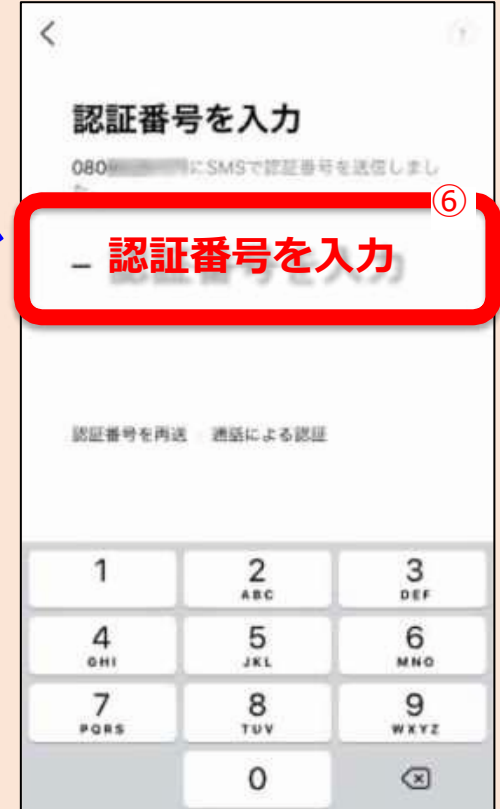 認証番号を入力
080 にSMSで認証番号を送信しまし
た
⑥
認証番号を入力
認証番号を再送 通話による認証
1 2 3
ABC DEF
4 5 6
GHI JKL MNO
7 8 9
PQRS TUV WXYZ
0